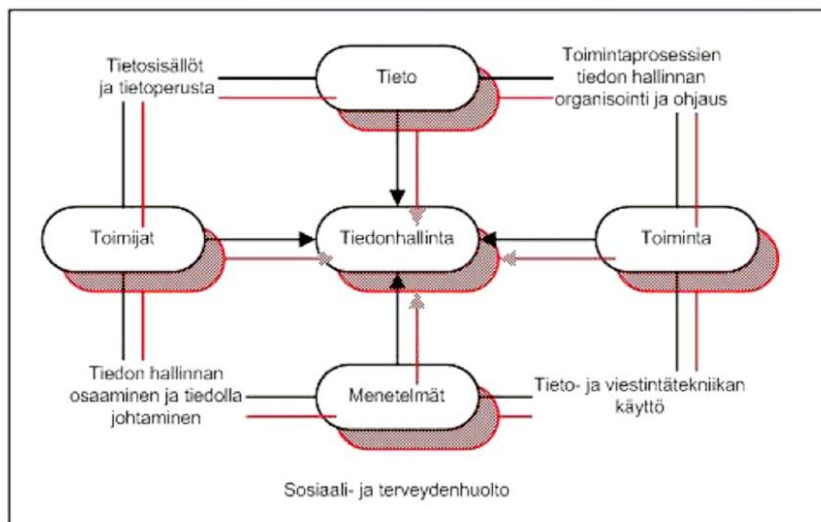 Tietosisällöt
ja tietoperusta
Tieto
Toimintaprosessien
tiedon hallinnan
organisointi ja ohjaus
Toimijat
Tiedonhallinta
Toiminta
Tiedon hallinnan
osaaminen ja tiedolla
johtaminen
Menetelmät
Tieto- ja viestintätekniikan
käyttö
Sosiaali- ja terveydenhuolto